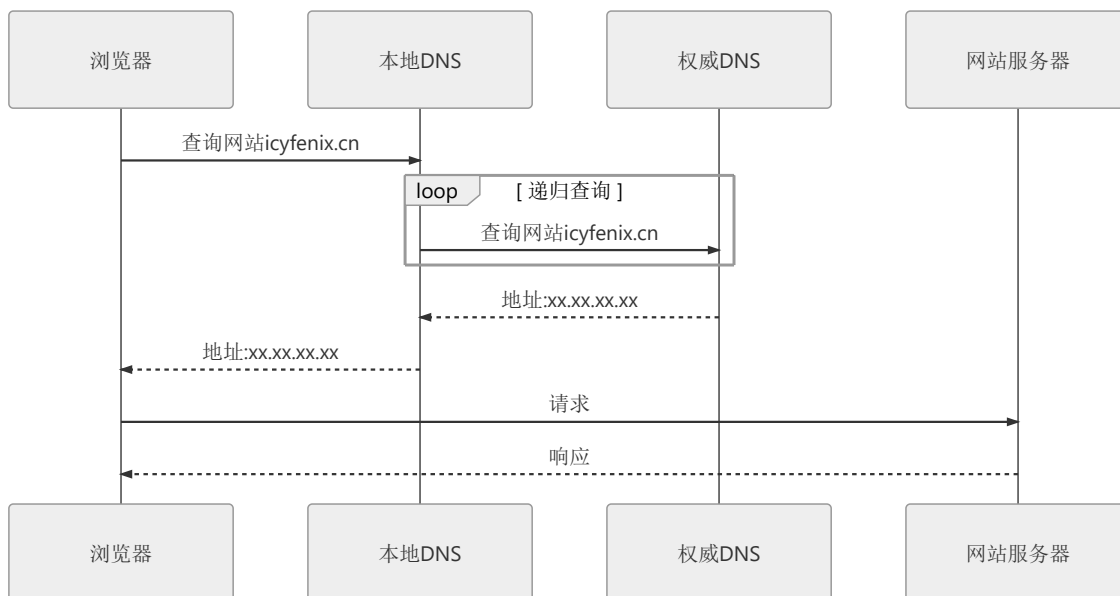 浏览器
本地DNS
权威DNS
网站服务器
查询网站icyfenix.cn
loop
[ 递归查询 ]
查询网站icyfenix.cn
地址:xx.xx.xx.xx
地址:xx.xx.xx.xx
请求
响应
浏览器
本地DNS
权威DNS
网站服务器